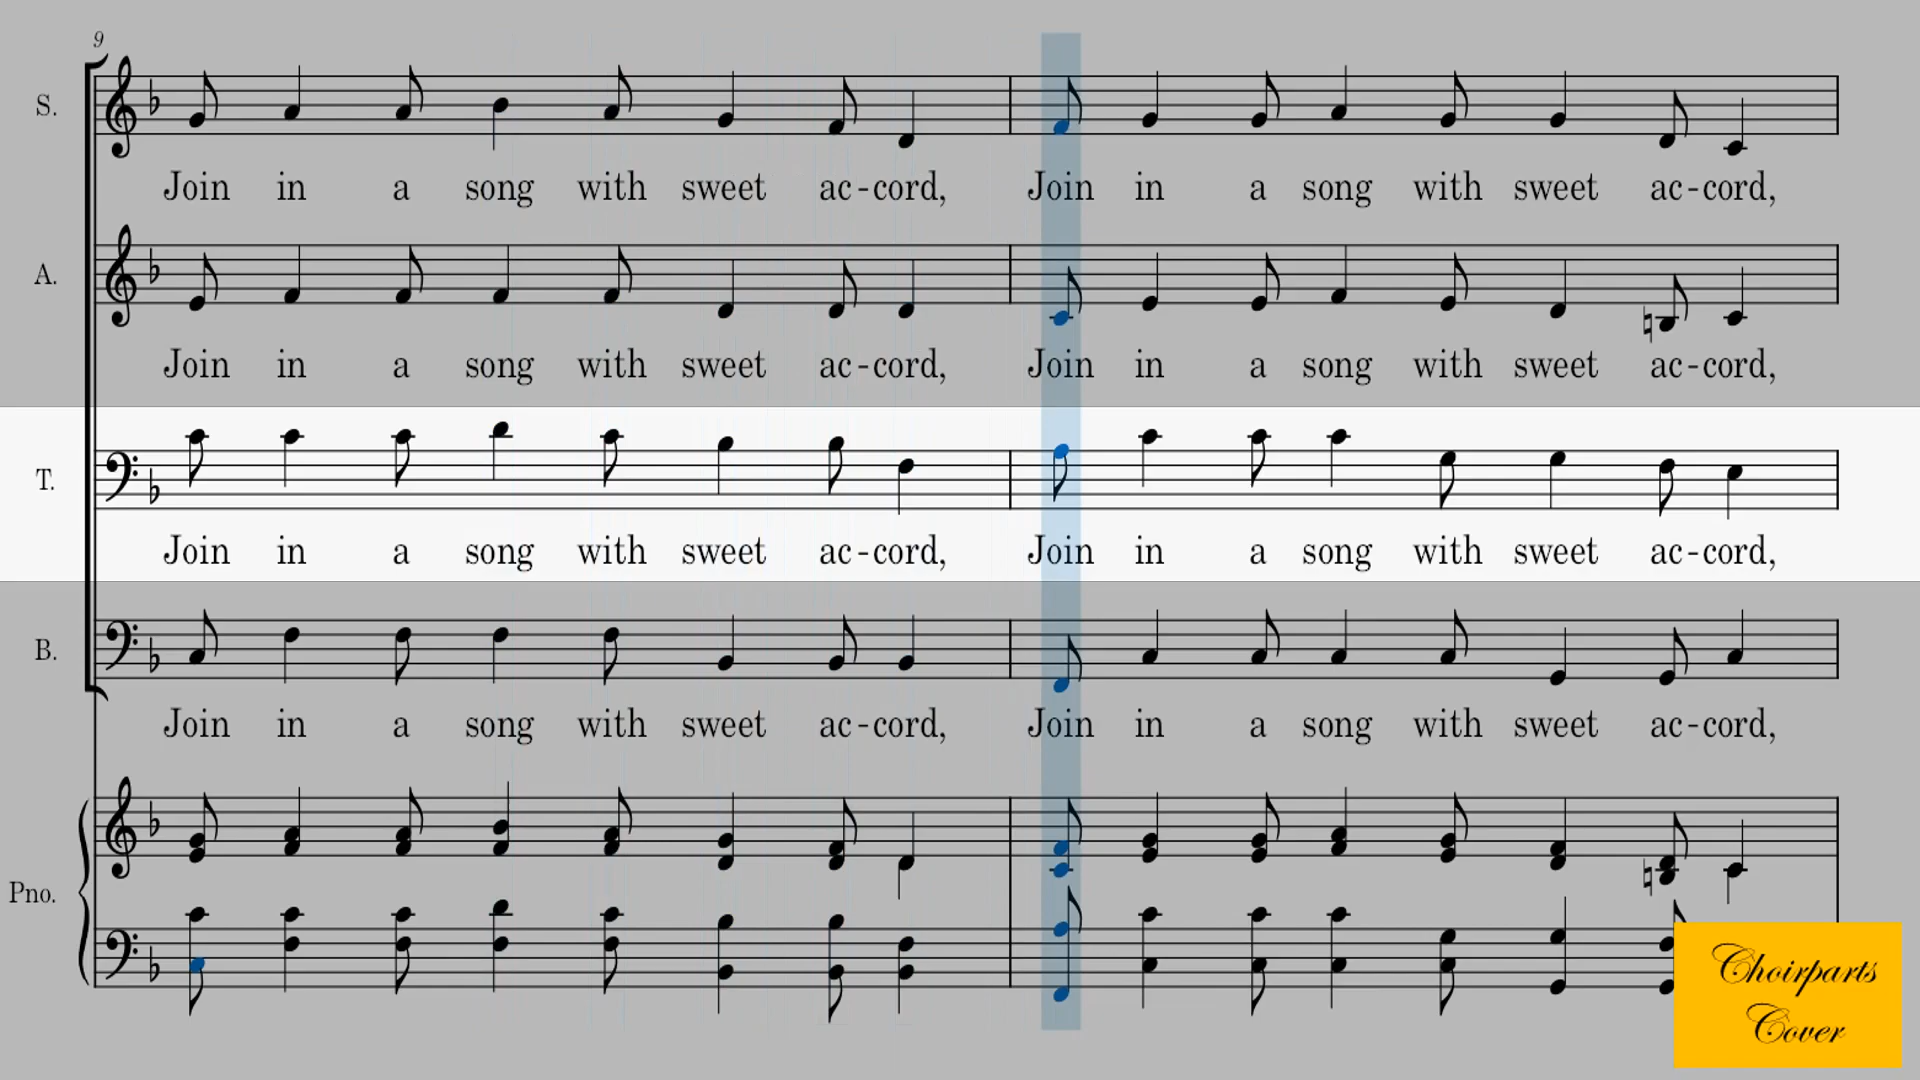 9
S.
Join in a song with sweet ac-cord, Join in a song with sweet ac-cord,
A.
Join in a song with sweet ac-cord, Join in a song with sweet ac-cord,
T.
Join in a song with sweet ac-cord, Join in a song with sweet ac-cord,
B.
Join in a song with sweet ac-cord, Join in a song with sweet ac-cord,
Pno.
Choirparts
Cover